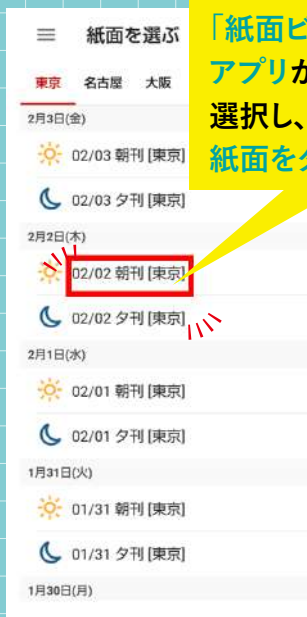 紙面を選ぶ
東京 名古屋 大阪
2月3日(金)
02/03 朝刊 [東京]
02/03 夕刊 [東京]
2月2日(木)
02/02 朝刊 [東京]
02/02 夕刊 [東京]
2月1日(水)
02/01 朝刊 [東京]
02/01 夕刊 [東京]
1月31日(火)
01/31 朝刊 [東京]
01/31 夕刊 [東京]
1月30日(月)
「紙面ビ
アプリ
選択し、
紙面を